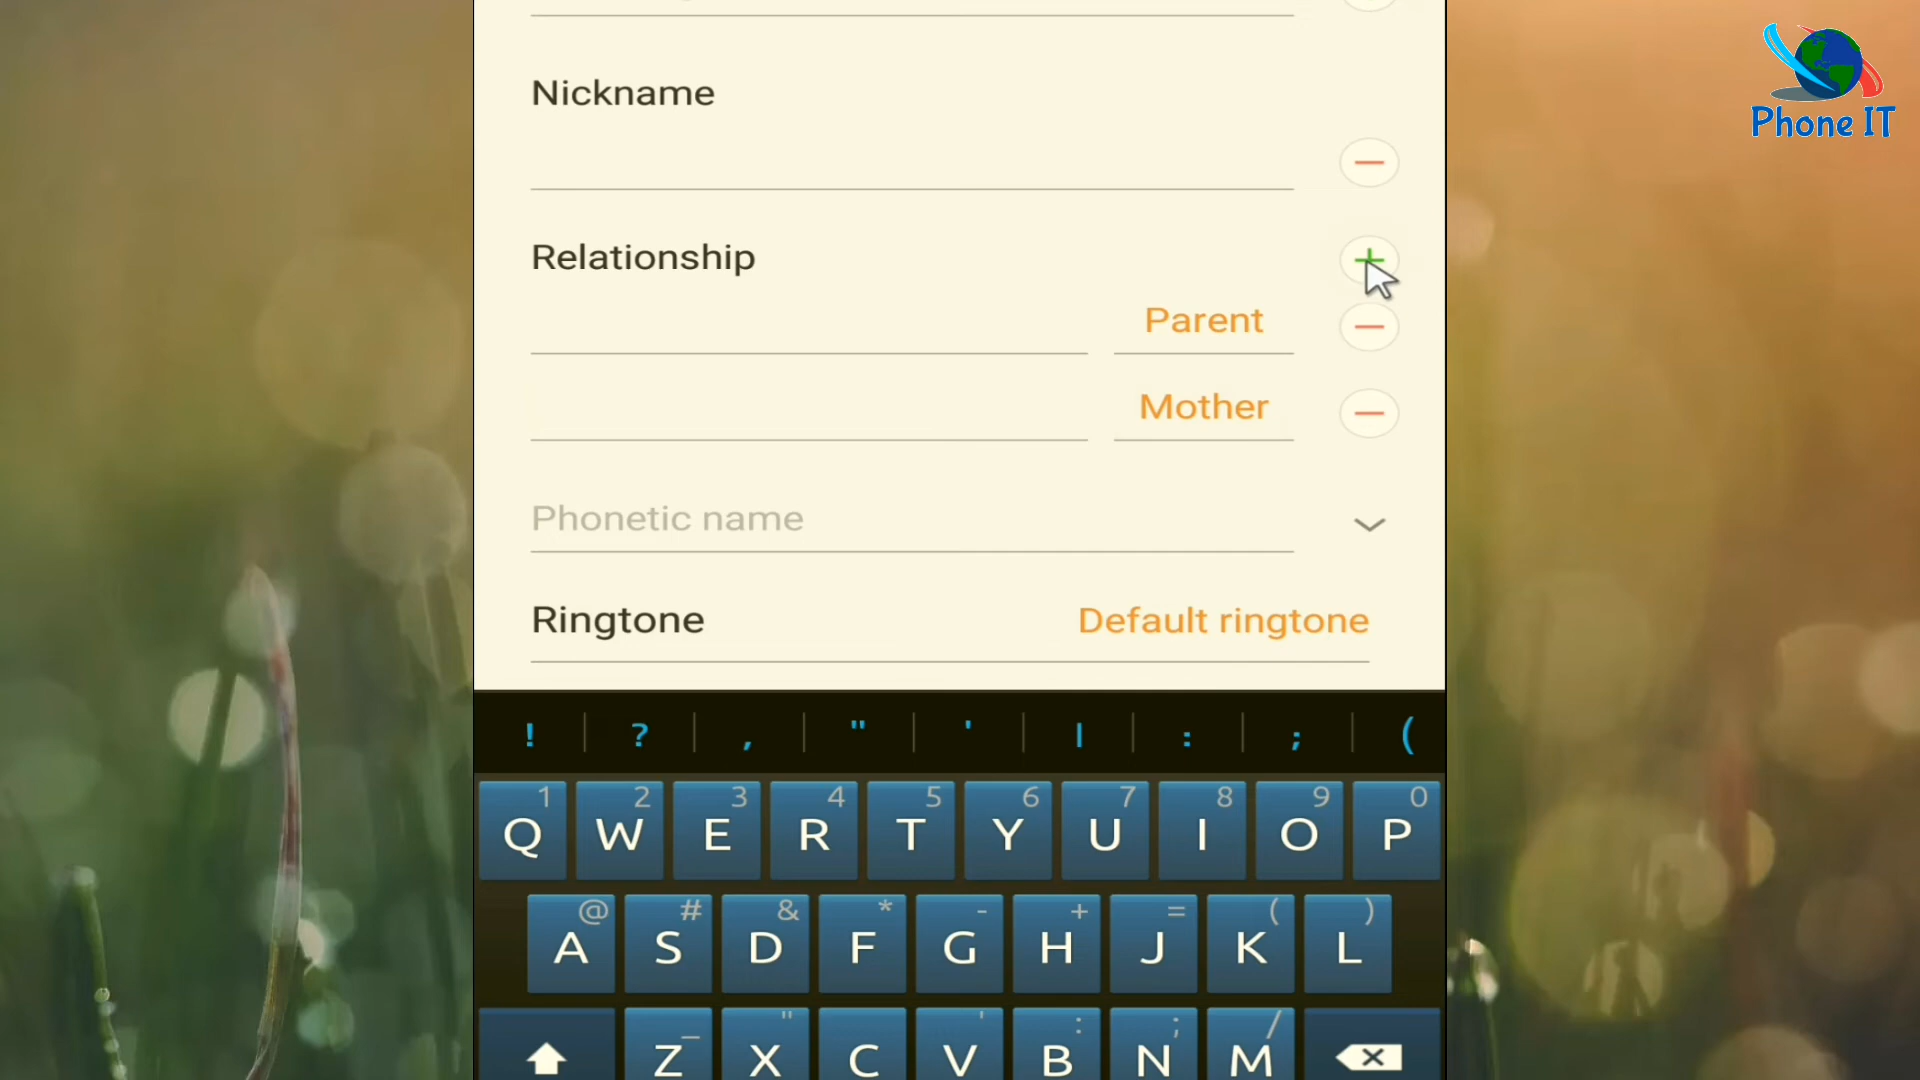 Phone IT
Nickname
Relationship
Parent
Mother
Phonetic name
Ringtone Default ringtone
! ? , " ' | : ; (
1 2 3 4 5 6 7 8 9 0
Q W E R T Y U I O P
@ # & * - + = ( )
A S D F G H J K L
_ " ' : ; /
Z X C V B N M